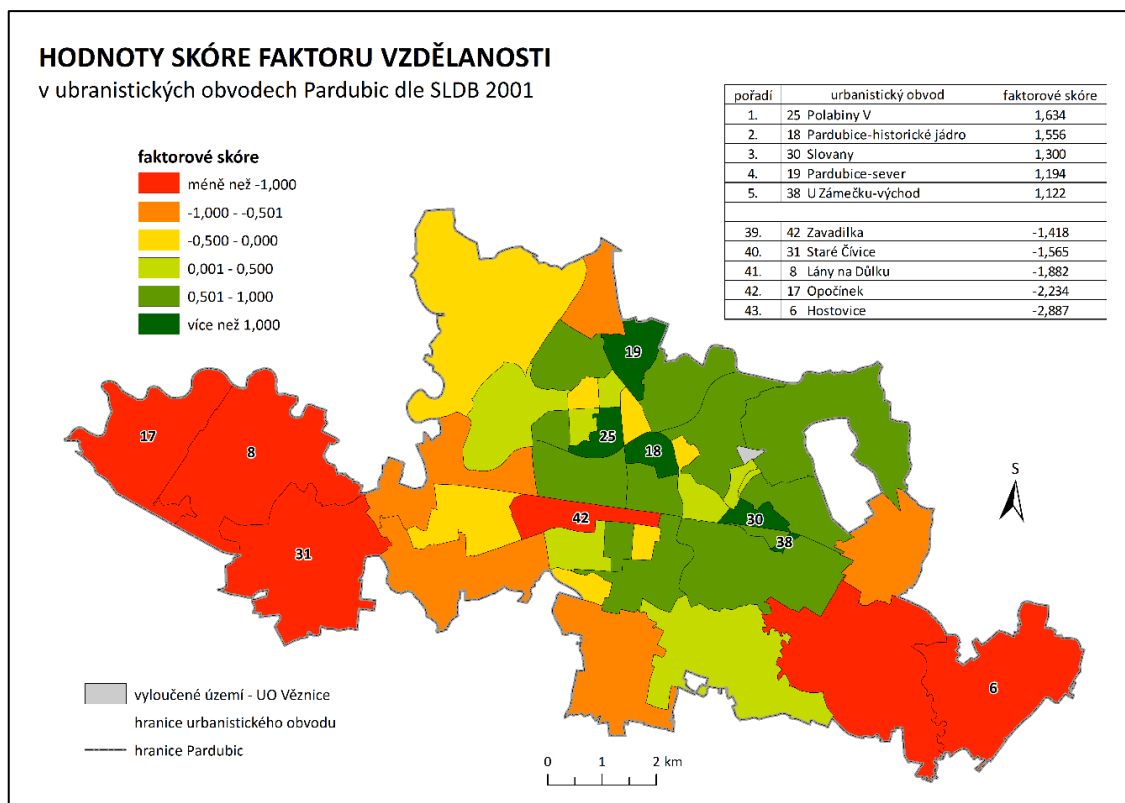 HODNOTY SKÓRE FAKTORU VZDĚLANOSTI
v ubranistických obvodech Pardubic dle SLDB 2001
pořadí urbanistický obvod faktorové skóre
1. 25 Polabiny V 1,634
2. 18 Pardubice-historické jádro 1,556
3. 30 Slovany 1,300
4. 19 Pardubice-sever 1,194
5. 38 U Zámečku-východ 1,122
39. 42 Zavadilka -1,418
40. 31 Staré Čívice -1,565
41. 8 Lány na Důlku -1,882
42. 17 Opočínek -2,234
43. 6 Hostovice -2,887
faktorové skóre
méně než -1,000
-1,000 - -0,501
-0,500 - 0,000
0,001 - 0,500
0,501 - 1,000
více než 1,000
19
25
18
17
8
42
30
38
31
6
S
vyloučené území - UO Věznice
hranice urbanistického obvodu
hranice Pardubic
0 1 2 km